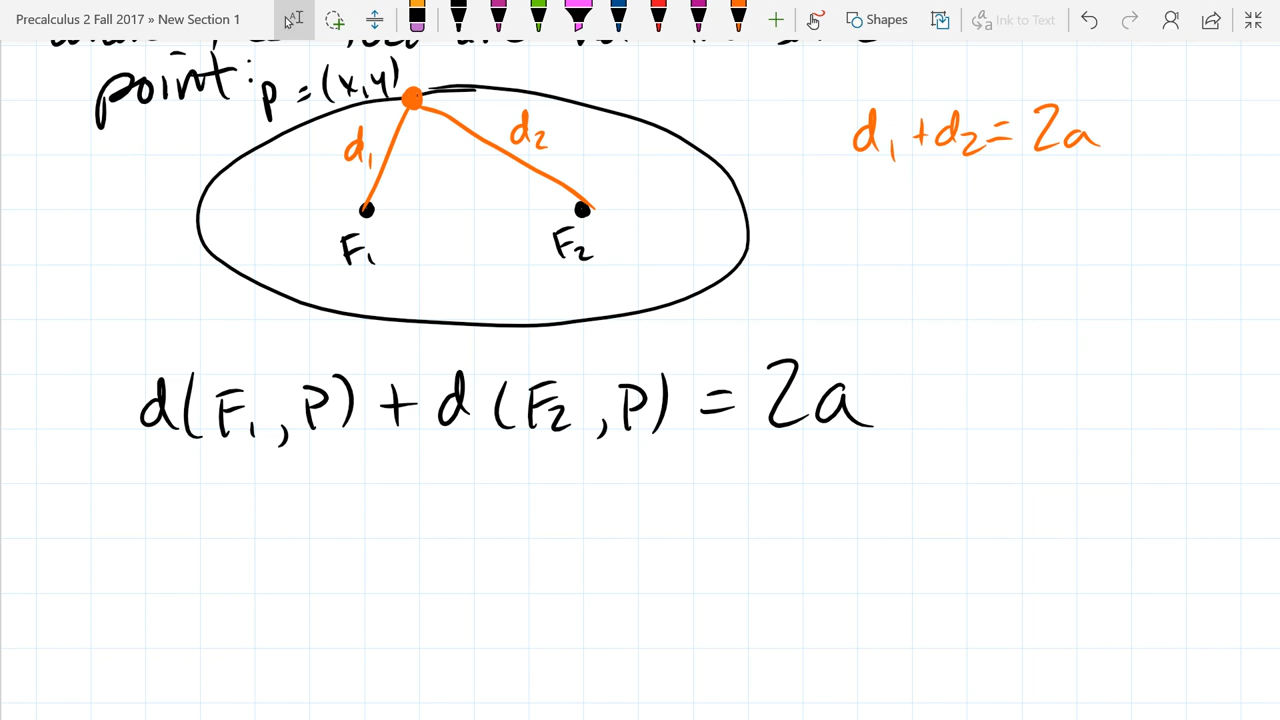 Precalculus 2 Fall 2017 » New Section 1
Shapes
Ink to Text
point:
P = (x,y)
d₁
d₂
d₁ + d₂ = 2a
F₁
F₂
d(F₁, P) + d(F₂, P) = 2a